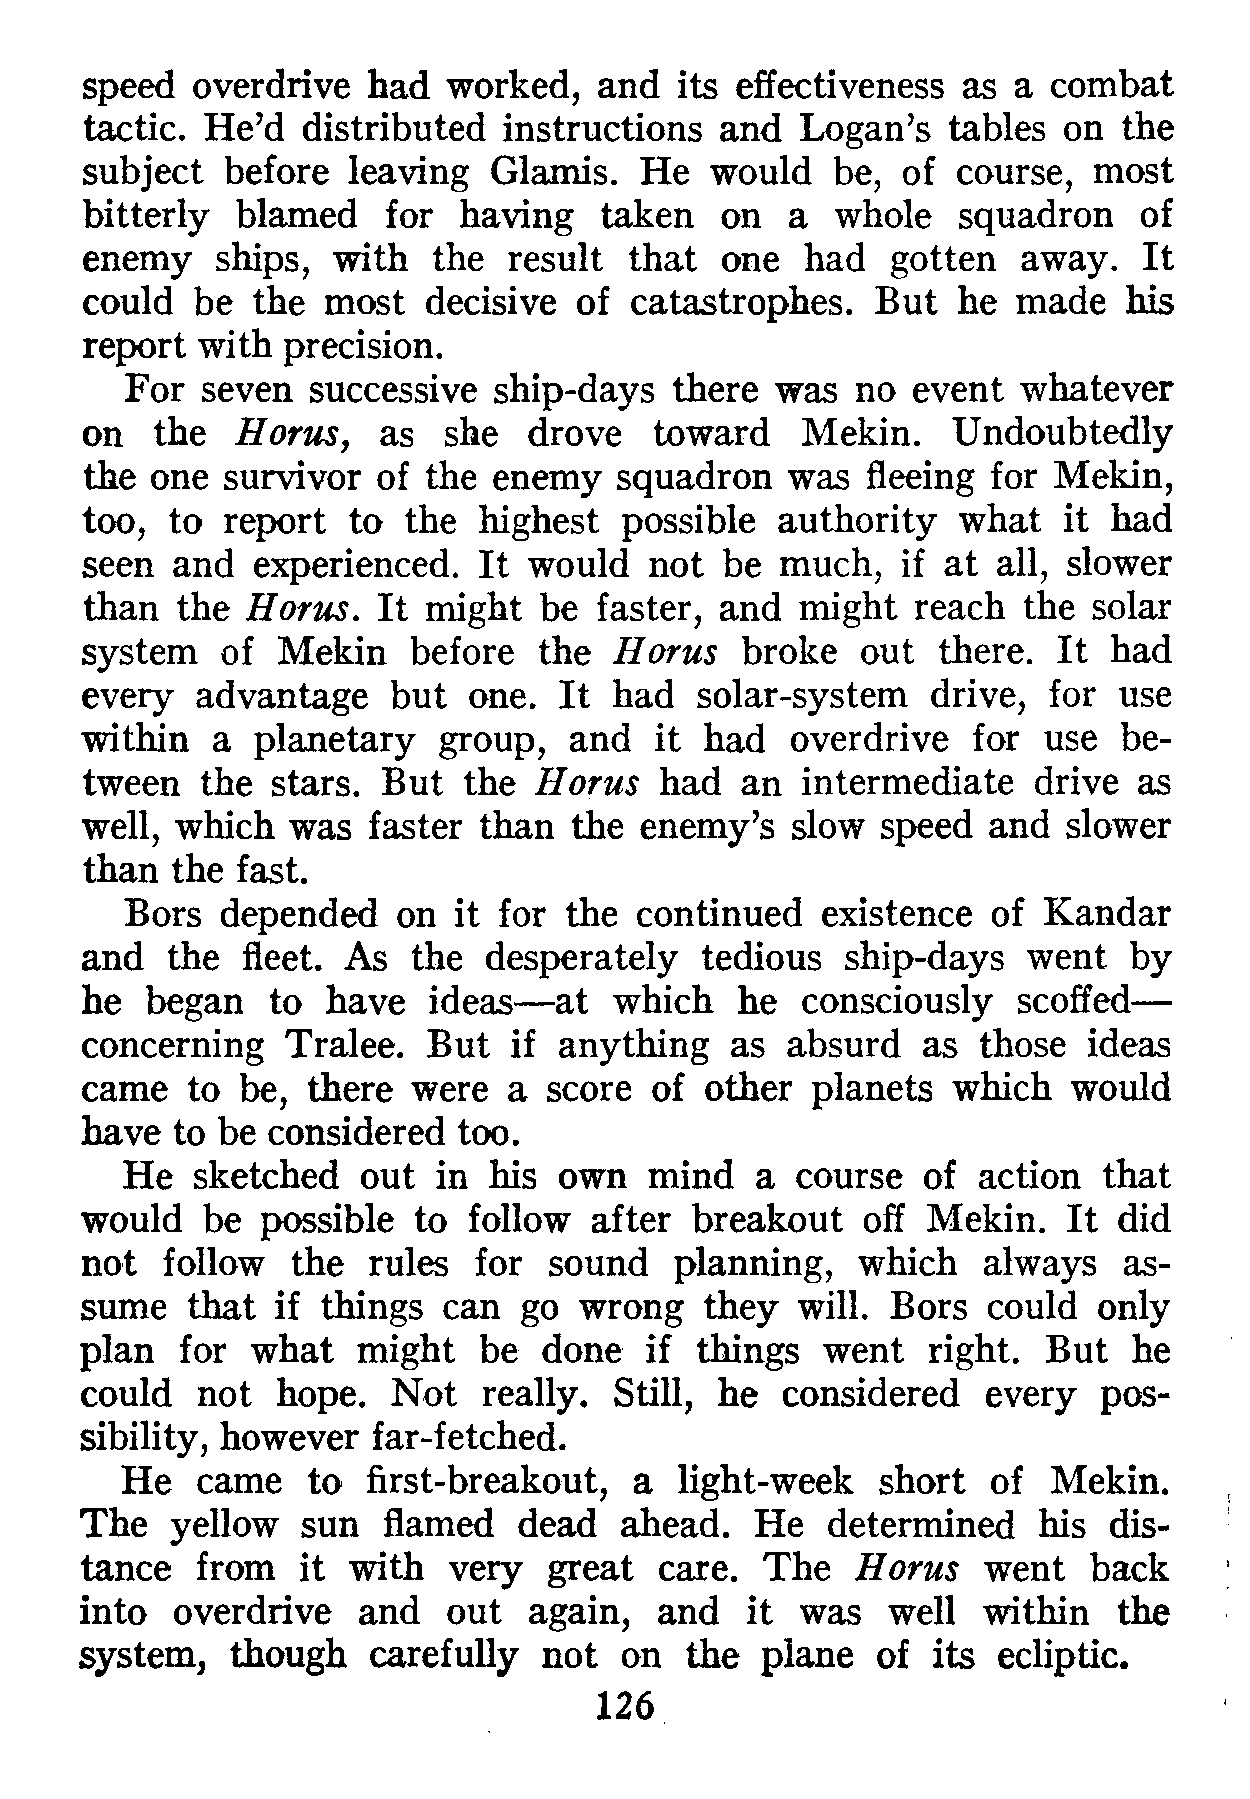 speed overdrive had worked, and its effectiveness as a combat
tactic. He'd distributed instructions and Logan's tables on the
subject before leaving Glamis. He would be, of course, most
bitterly blamed for having taken on a whole squadron of
enemy ships, with the result that one had gotten away. It
could be the most decisive of catastrophes. But he made his
report with precision.
For seven successive ship-days there was no event whatever
on the Horus, as she drove toward Mekin. Undoubtedly
the one survivor of the enemy squadron was fleeing for Mekin,
too, to report to the highest possible authority what it had
seen and experienced. It would not be much, if at all, slower
than the Horus. It might be faster, and might reach the solar
system of Mekin before the Horus broke out there. It had
every advantage but one. It had solar-system drive, for use
within a planetary group, and it had overdrive for use be-
tween the stars. But the Horus had an intermediate drive as
well, which was faster than the enemy's slow speed and slower
than the fast.
Bors depended on it for the continued existence of Kandar
and the fleet. As the desperately tedious ship-days went by
he began to have ideas—at which he consciously scoffed—
concerning Tralee. But if anything as absurd as those ideas
came to be, there were a score of other planets which would
have to be considered too.
He sketched out in his own mind a course of action that
would be possible to follow after breakout off Mekin. It did
not follow the rules for sound planning, which always as-
sume that if things can go wrong they will. Bors could only
plan for what might be done if things went right. But he
could not hope. Not really. Still, he considered every pos-
sibility, however far-fetched.
He came to first-breakout, a light-week short of Mekin.
The yellow sun flamed dead ahead. He determined his dis-
tance from it with very great care. The Horus went back
into overdrive and out again, and it was well within the
system, though carefully not on the plane of its ecliptic.
126